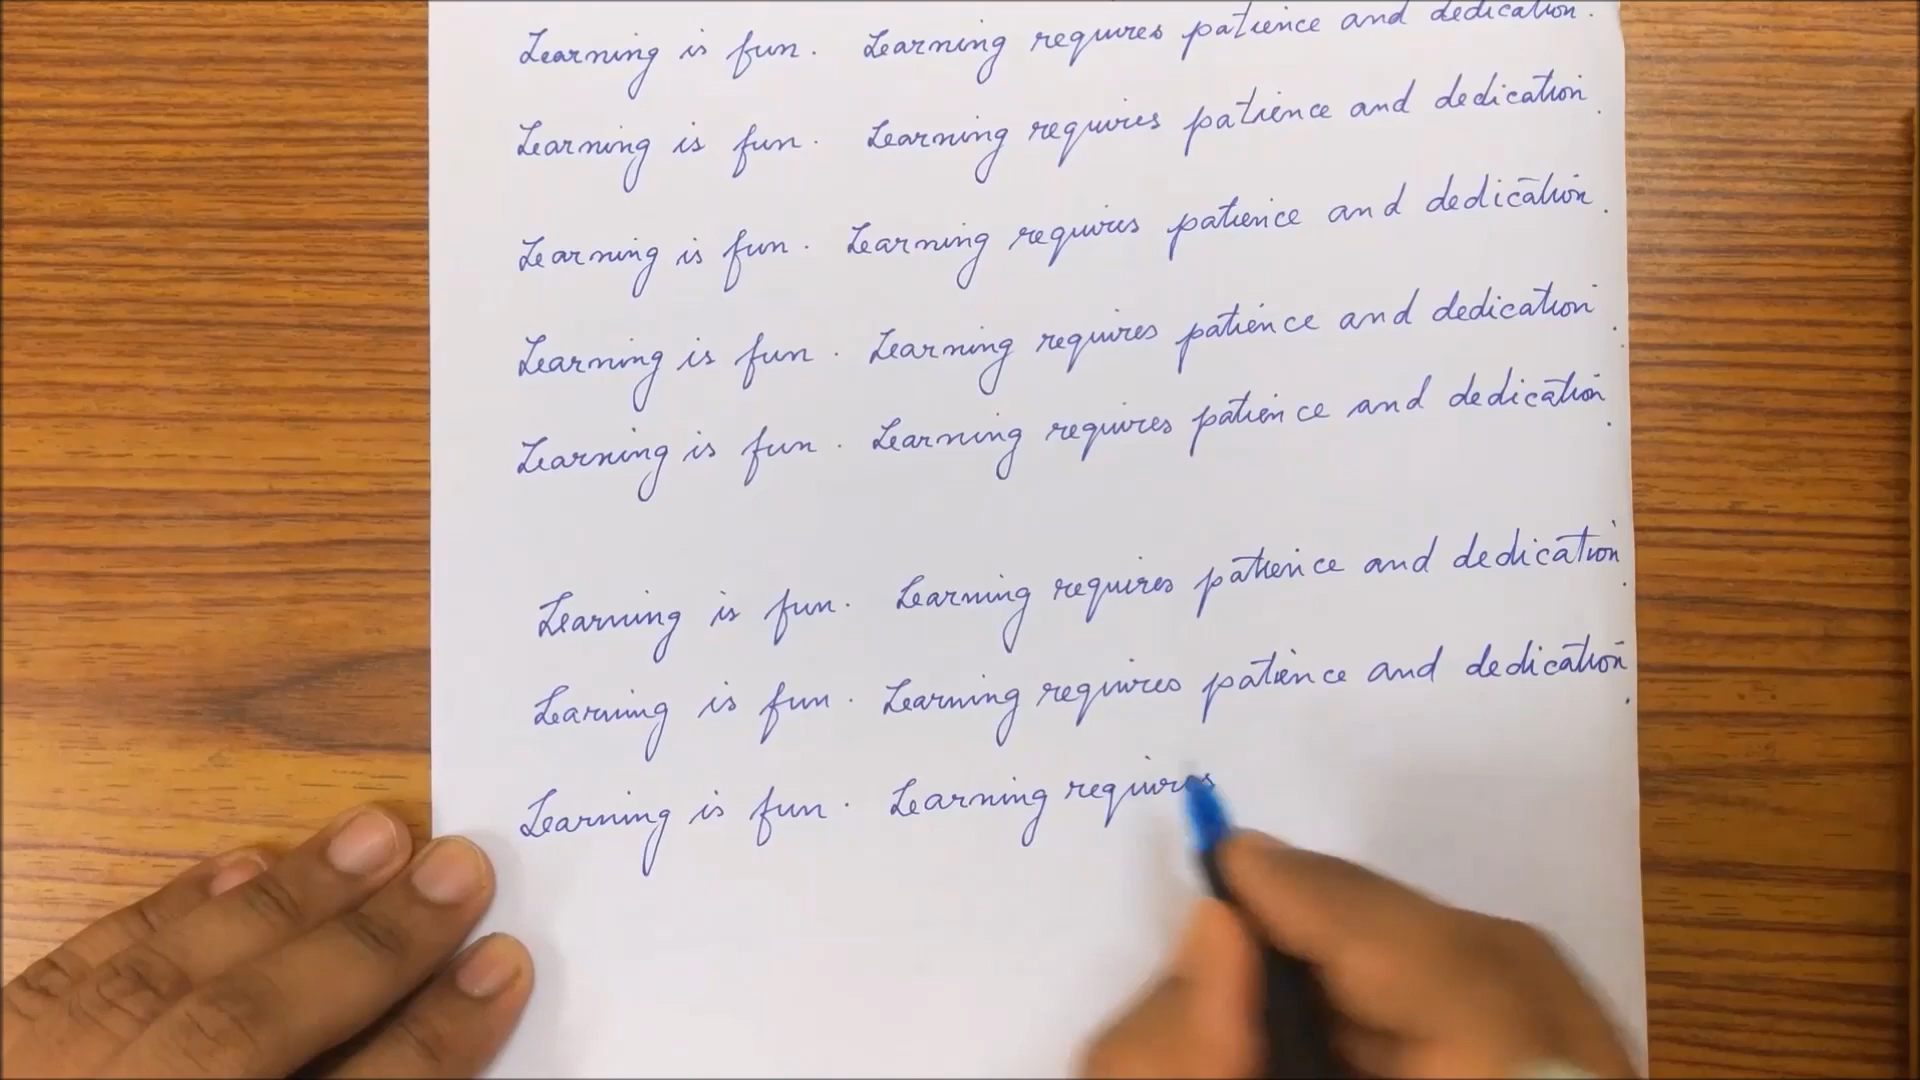 Learning is fun. Learning requires patience and dedication.
Learning is fun. Learning requires patience and dedication.
Learning is fun. Learning requires patience and dedication.
Learning is fun. Learning requires patience and dedication.
Learning is fun. Learning requires patience and dedication.
Learning is fun. Learning requires patience and dedication.
Learning is fun. Learning requires patience and dedication.
Learning is fun. Learning requires